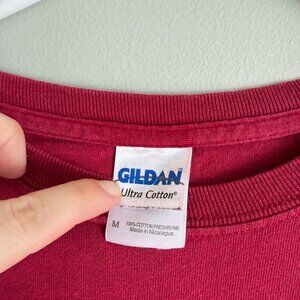 GILDAN
Ultra Cotton®
M
100% COTTON PRESHRUNK
Made in Nicaragua